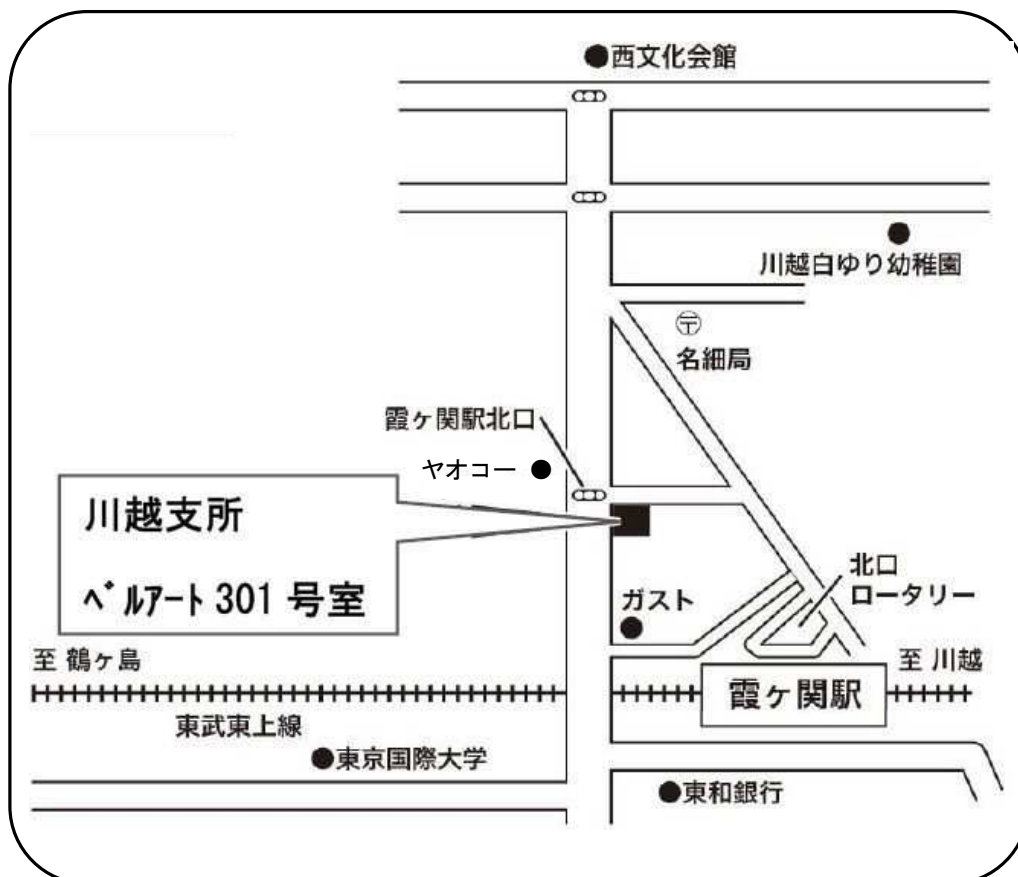 西文化会館
川越白ゆり幼稚園
〒
名細局
霞ヶ関駅北口
ヤオコー
川越支所
ﾍﾞﾙｱｰﾄ 301 号室
北口
ロータリー
ガスト
至 鶴ヶ島
至 川越
霞ヶ関駅
東武東上線
東京国際大学
東和銀行